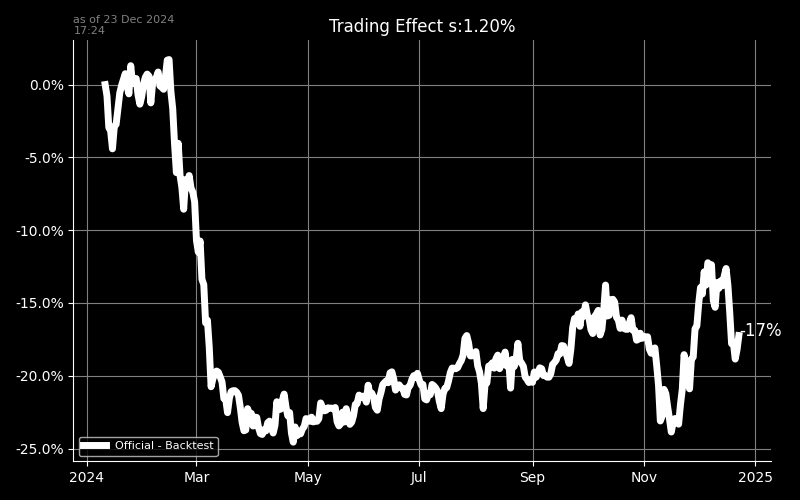 as of 23 Dec 2024
17:24
Trading Effect s:1.20%
0.0%
-5.0%
-10.0%
-15.0%
-17%
-20.0%
-25.0%
Official - Backtest
2024 Mar May Jul Sep Nov 2025